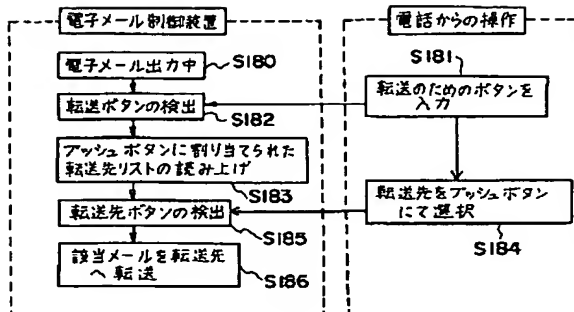 電子メール制御装置
電子メール出力中
S180
転送ボタンの検出
S182
プッシュボタンに割り当てられた
転送先リストの読み上げ
S183
転送先ボタンの検出
S185
該当メールを転送先
へ転送
S186
電話からの操作
S181
転送のためのボタンを
入力
転送先をプッシュボタン
にて選択
S184